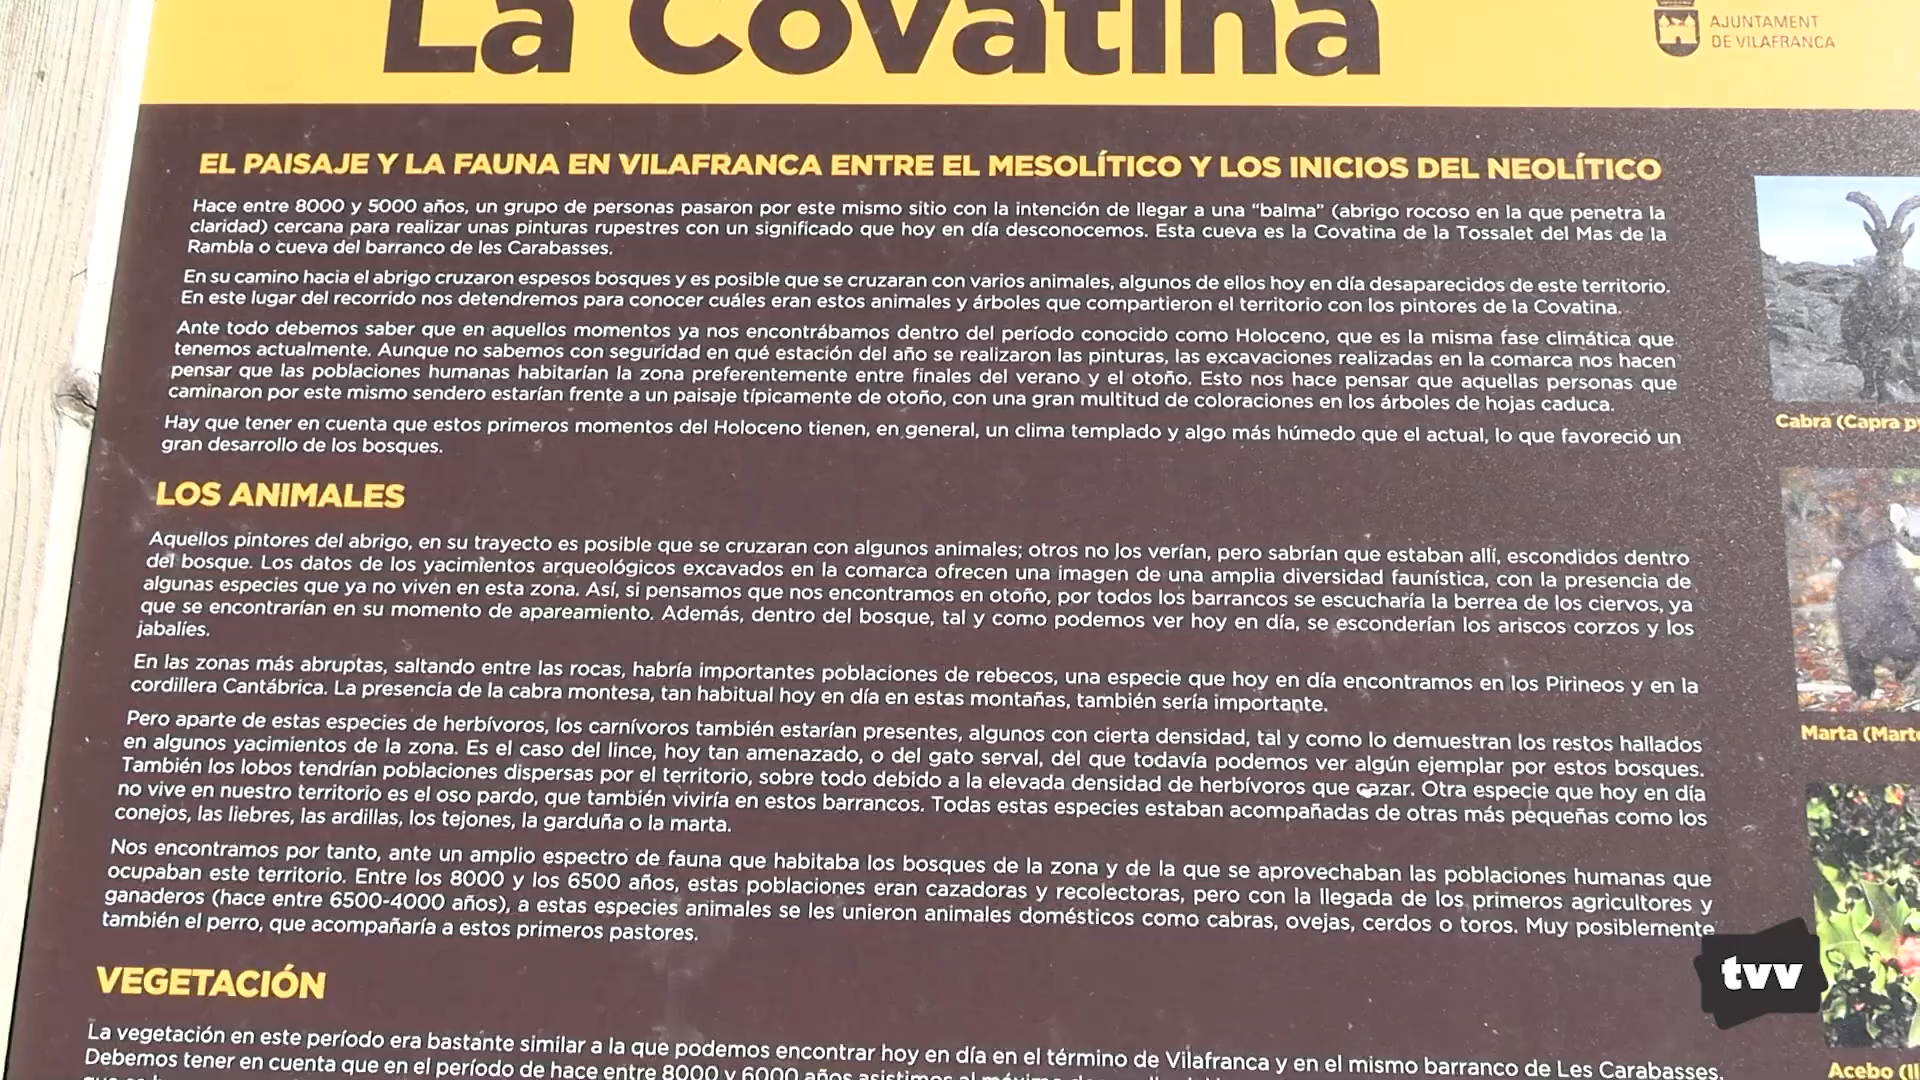 La Covatina
AJUNTAMENT
DE VILAFRANCA
EL PAISAJE Y LA FAUNA EN VILAFRANCA ENTRE EL MESOLÍTICO Y LOS INICIOS DEL NEOLÍTICO
Hace entre 8000 y 5000 años, un grupo de personas pasaron por este mismo sitio con la intención de llegar a una “balma” (abrigo rocoso en la que penetra la
claridad) cercana para realizar unas pinturas rupestres con un significado que hoy en día desconocemos. Esta cueva es la Covatina de la Tossalet del Mas de la
Rambla o cueva del barranco de les Carabasses.
En su camino hacia el abrigo cruzaron espesos bosques y es posible que se cruzaran con varios animales, algunos de ellos hoy en día desaparecidos de este territorio.
En este lugar del recorrido nos detendremos para conocer cuáles eran estos animales y árboles que compartieron el territorio con los pintores de la Covatina.
Ante todo debemos saber que en aquellos momentos ya nos encontrábamos dentro del período conocido como Holoceno, que es la misma fase climática que
tenemos actualmente. Aunque no sabemos con seguridad en qué estación del año se realizaron las pinturas, las excavaciones realizadas en la comarca nos hacen
pensar que las poblaciones humanas habitarían la zona preferentemente entre finales del verano y el otoño. Esto nos hace pensar que aquellas personas que
caminaron por este mismo sendero estarían frente a un paisaje típicamente de otoño, con una gran multitud de coloraciones en los árboles de hojas caduca.
Hay que tener en cuenta que estos primeros momentos del Holoceno tienen, en general, un clima templado y algo más húmedo que el actual, lo que favoreció un
gran desarrollo de los bosques.
LOS ANIMALES
Aquellos pintores del abrigo, en su trayecto es posible que se cruzaran con algunos animales; otros no los verían, pero sabrían que estaban allí, escondidos dentro
del bosque. Los datos de los yacimientos arqueológicos excavados en la comarca ofrecen una imagen de una amplia diversidad faunística, con la presencia de
algunas especies que ya no viven en esta zona. Así, si pensamos que nos encontramos en otoño, por todos los barrancos se escucharía la berrea de los ciervos, ya
que se encontrarían en su momento de apareamiento. Además, dentro del bosque, tal y como podemos ver hoy en día, se esconderían los ariscos corzos y los
jabalíes.
En las zonas más abruptas, saltando entre las rocas, habría importantes poblaciones de rebecos, una especie que hoy en día encontramos en los Pirineos y en la
cordillera Cantábrica. La presencia de la cabra montesa, tan habitual hoy en día en estas montañas, también sería importante.
Pero aparte de estas especies de herbívoros, los carnívoros también estarían presentes, algunos con cierta densidad, tal y como lo demuestran los restos hallados
en algunos yacimientos de la zona. Es el caso del lince, hoy tan amenazado, o del gato serval, del que todavía podemos ver algún ejemplar por estos bosques.
También los lobos tendrían poblaciones dispersas por el territorio, sobre todo debido a la elevada densidad de herbívoros que cazar. Otra especie que hoy en día
no vive en nuestro territorio es el oso pardo, que también viviría en estos barrancos. Todas estas especies estaban acompañadas de otras más pequeñas como los
conejos, las liebres, las ardillas, los tejones, la garduña o la marta.
Nos encontramos por tanto, ante un amplio espectro de fauna que habitaba los bosques de la zona y de la que se aprovechaban las poblaciones humanas que
ocupaban este territorio. Entre los 8000 y los 6500 años, estas poblaciones eran cazadoras y recolectoras, pero con la llegada de los primeros agricultores y
ganaderos (hace entre 6500-4000 años), a estas especies animales se les unieron animales domésticos como cabras, ovejas, cerdos o toros. Muy posiblemente
también el perro, que acompañaría a estos primeros pastores.
VEGETACIÓN
La vegetación en este período era bastante similar a la que podemos encontrar hoy en día en el término de Vilafranca y en el mismo barranco de Les Carabasses.
Debemos tener en cuenta que en el período de hace entre 8000 y 6000 años asistimos al
Cabra (Capra
Marta
Acebo
tvv